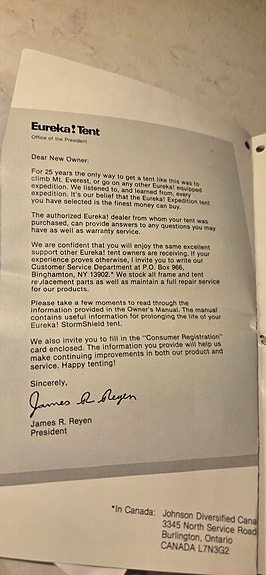 Eureka! Tent
Office of the President
Dear New Owner:
For 25 years the only way to get a tent like this was to
climb Mt. Everest, or go on any other Eureka! equipped
expedition. We listened to, and learned from, every
expedition. It's our belief that the Eureka! Expedition tent
you have selected is the finest money can buy.
The authorized Eureka! dealer from whom your tent was
purchased, can provide answers to any questions you may
have as well as warranty service.
We are confident that you will enjoy the same excellent
support other Eureka! tent owners are receiving. If your
experience proves otherwise, I invite you to write our
Customer Service Department at P.O. Box 966,
Binghamton, NY 13902.* We stock all frame and tent
replacement parts as well as maintain a full repair service
for our products.
Please take a few moments to read through the
information provided in the Owner's Manual. The manual
contains useful information for prolonging the life of your
Eureka! StormShield tent.
We also invite you to fill in the "Consumer Registration"
card enclosed. The information you provide will help us
make continuing improvements in both our product and
service. Happy tenting!
Sincerely,
James R Reyen
James R. Reyen
President
*In Canada: Johnson Diversified Cana
3345 North Service Road
Burlington, Ontario
CANADA L7N3G2